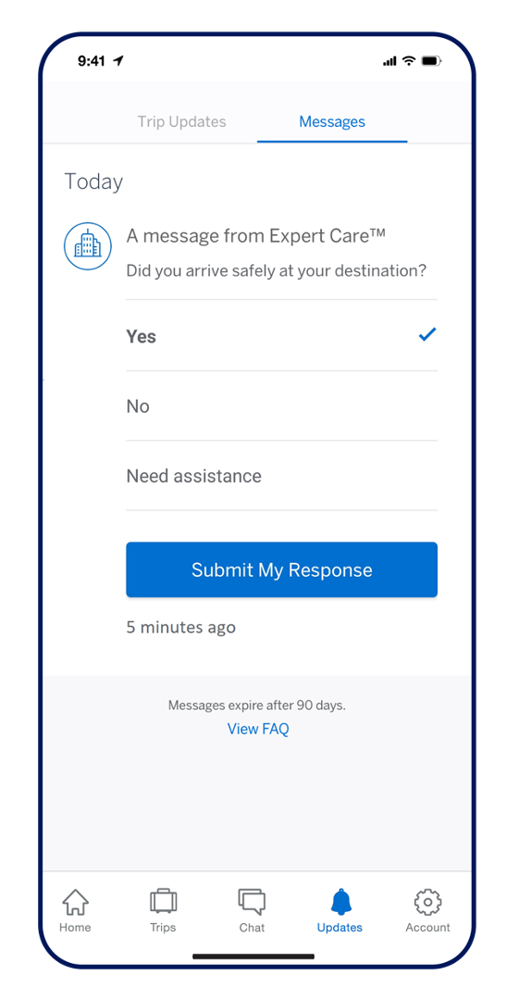 9:41
Trip Updates
Messages
Today
A message from Expert Care™
Did you arrive safely at your destination?
Yes
No
Need assistance
Submit My Response
5 minutes ago
Messages expire after 90 days.
View FAQ
Home
Trips
Chat
Updates
Account